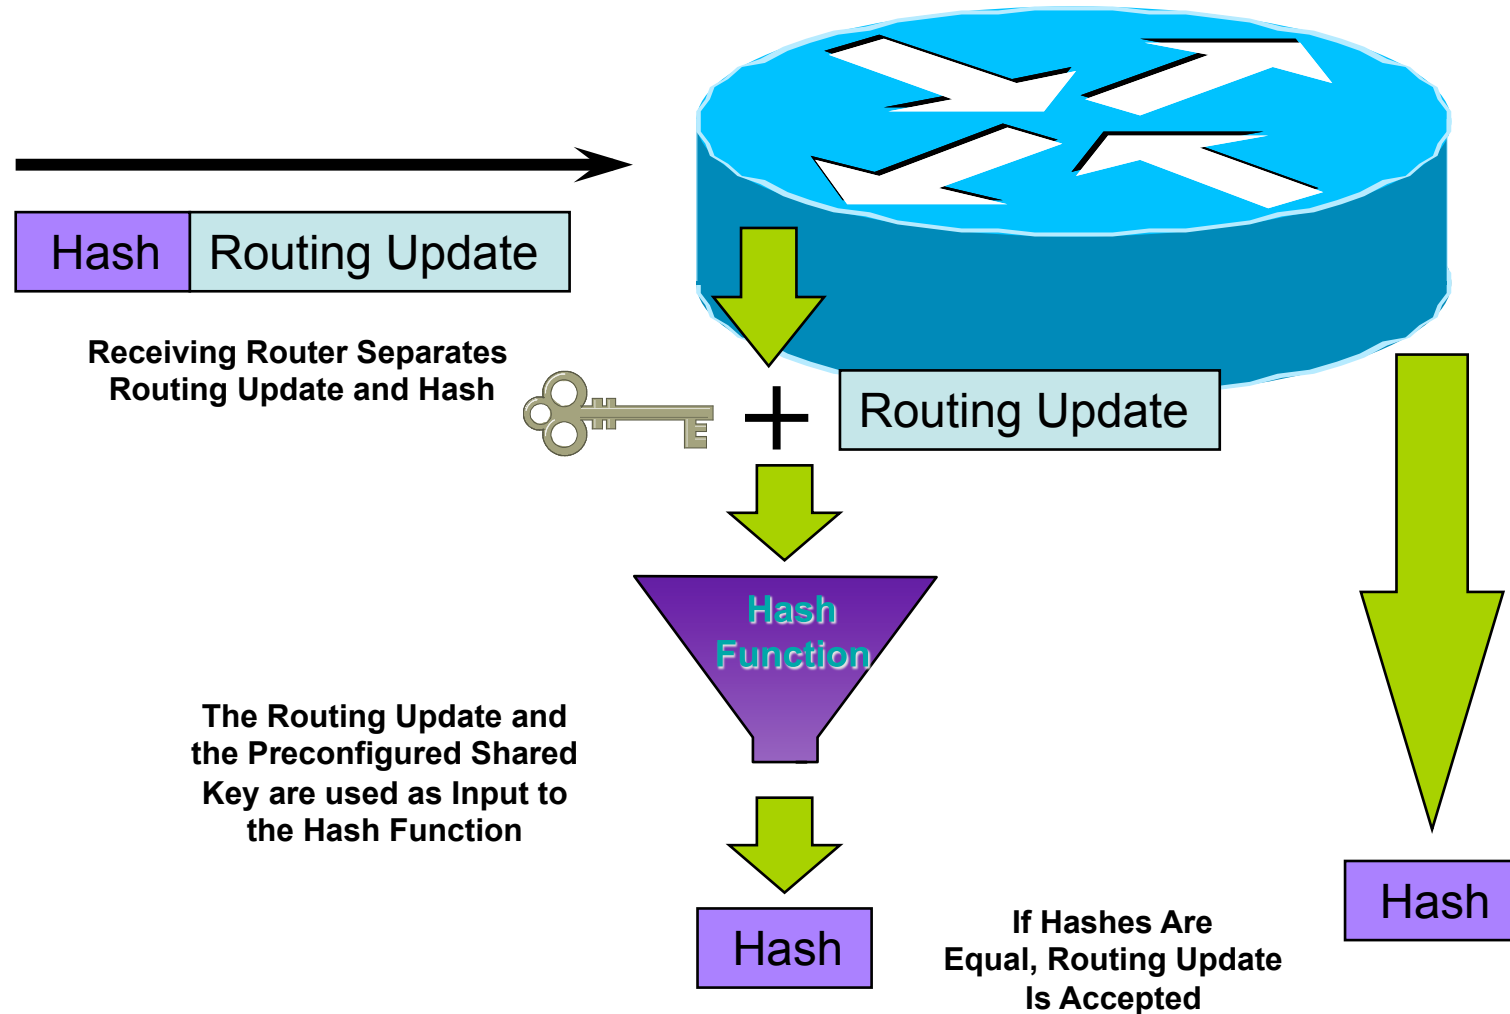 Hash Routing Update
Receiving Router Separates
Routing Update and Hash
Routing Update
Hash
Function
The Routing Update and
the Preconfigured Shared
Key are used as Input to
the Hash Function
Hash
If Hashes Are
Equal, Routing Update
Is Accepted
Hash